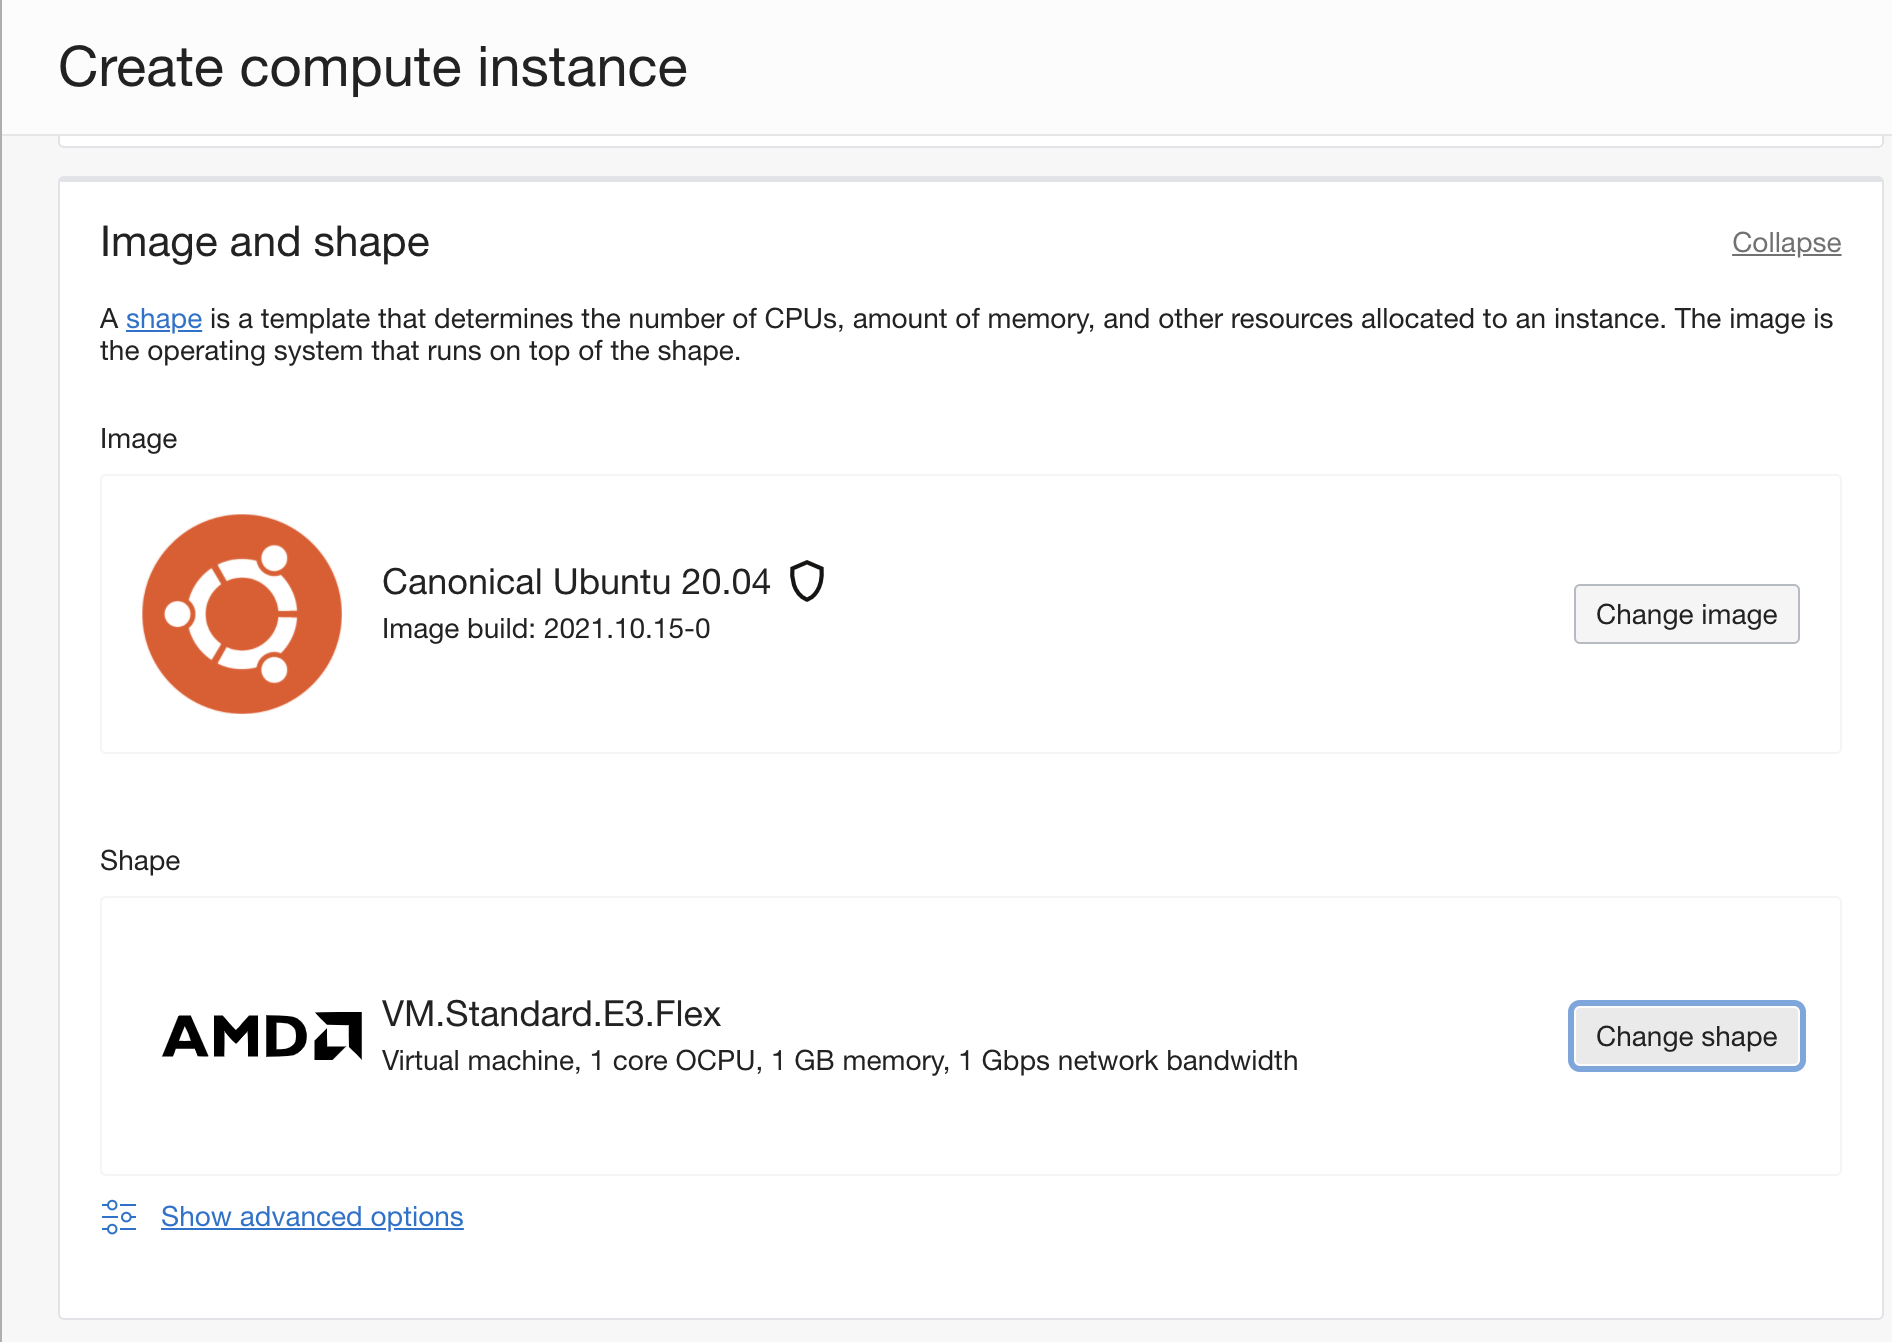 Create compute instance
Image and shape
Collapse
A shape is a template that determines the number of CPUs, amount of memory, and other resources allocated to an instance. The image is
the operating system that runs on top of the shape.
Image
Canonical Ubuntu 20.04
Image build: 2021.10.15-0
Change image
Shape
AMD
VM.Standard.E3.Flex
Virtual machine, 1 core OCPU, 1 GB memory, 1 Gbps network bandwidth
Change shape
Show advanced options